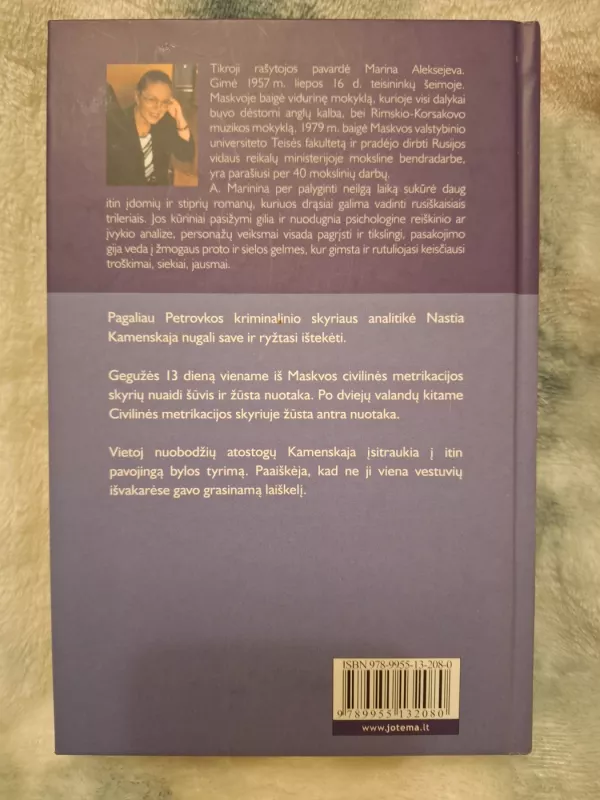 Tikroji rašytojos pavardė Marina Aleksejeva.
Gimė 1957 m. liepos 16 d. teisininkų šeimoje.
Maskvoje baigė vidurinę mokyklą, kurioje visi dalykai
buvo dėstomi anglų kalba, bei Rimskio-Korsakovo
muzikos mokyklą, 1979 m. baigė Maskvos valstybinio
universiteto Teisės fakultetą ir pradėjo dirbti Rusijos
vidaus reikalų ministerijoje moksline bendradarbe,
yra parašiusi per 40 mokslinių darbų.
A. Marinina per palyginti neilgą laiką sukūrė daug
itin įdomių ir stiprių romanų, kuriuos drąsiai galima vadinti rusiškaisiais
trileriais. Jos kūriniai pasižymi gilia ir nuodugnia psichologine reiškinio ar
įvykio analize, personažų veiksmai visada pagrįsti ir tikslingi, pasakojimo
gija veda į žmogaus proto ir sielos gelmes, kur gimsta ir rutuliojasi keisčiausi
troškimai, siekiai, jausmai.
Pagaliau Petrovkos kriminalinio skyriaus analitikė Nastia
Kamenskaja nugali save ir ryžtasi ištekėti.
Gegužės 13 dieną viename iš Maskvos civilinės metrikacijos
skyrių nuaidi šūvis ir žūsta nuotaka. Po dviejų valandų kitame
Civilinės metrikacijos skyriuje žūsta antra nuotaka.
Vietoj nuobodžių atostogų Kamenskaja įsitraukia į itin
pavojingą bylos tyrimą. Paaiškėja, kad ne ji viena vestuvių
išvakarėse gavo grasinamą laiškelį.
ISBN 978-9955-13-208-0
9 789955 132080
www.jotema.lt